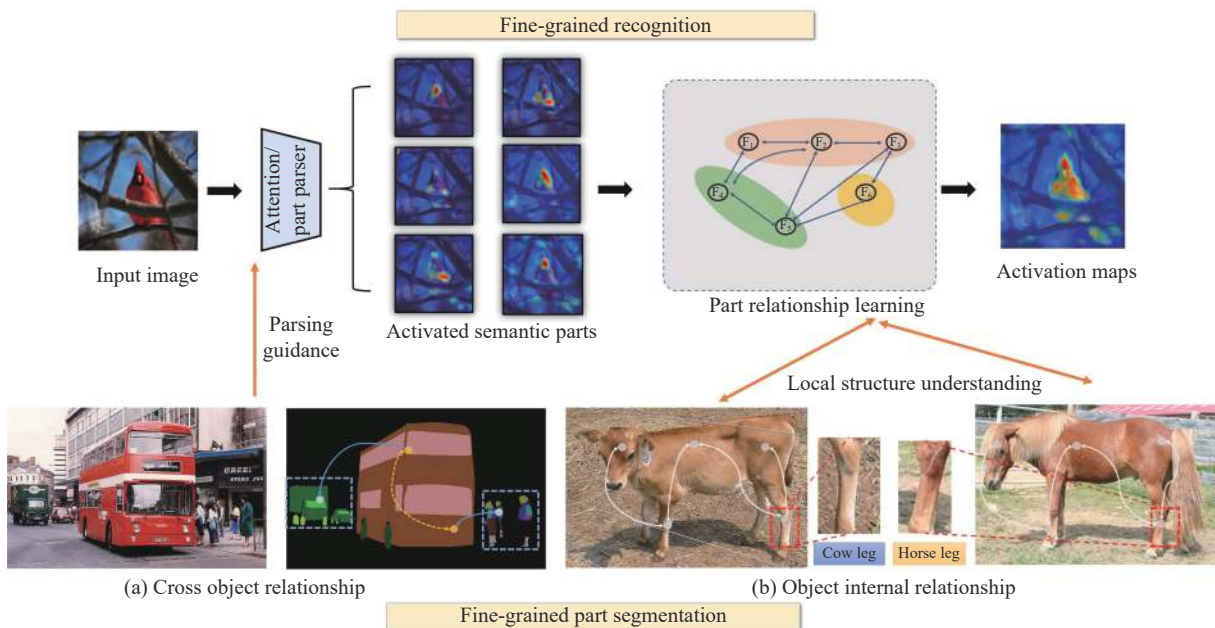 Fine-grained recognition
Attention/
part parser
F₁
F₂
F₃
F₄
F₅
F₆
Input image
Activated semantic parts
Part relationship learning
Activation maps
Parsing
guidance
Local structure understanding
GREE
Cow leg
Horse leg
(a) Cross object relationship
(b) Object internal relationship
Fine-grained part segmentation